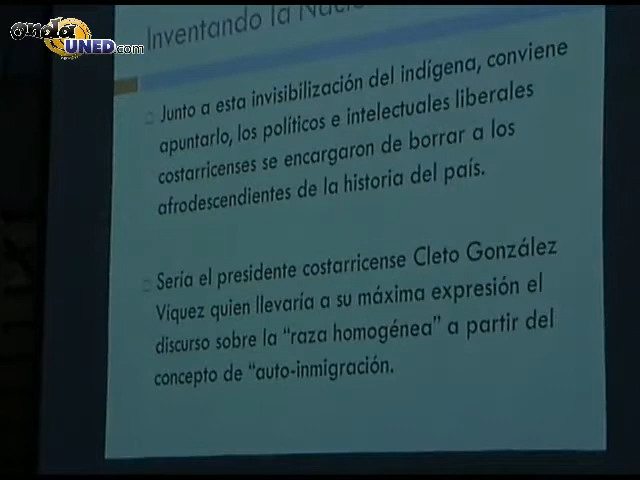 onda
UNED.com
Inventando la
Junto a esta invisibilización del indígena, conviene
apuntarlo, los políticos e intelectuales liberales
costarricenses se encargaron de borrar a los
afrodescendientes de la historia del país.
Sería el presidente costarricense Cleto González
Víquez quien llevaría a su máxima expresión el
discurso sobre la “raza homogénea” a partir del
concepto de “auto-inmigración.